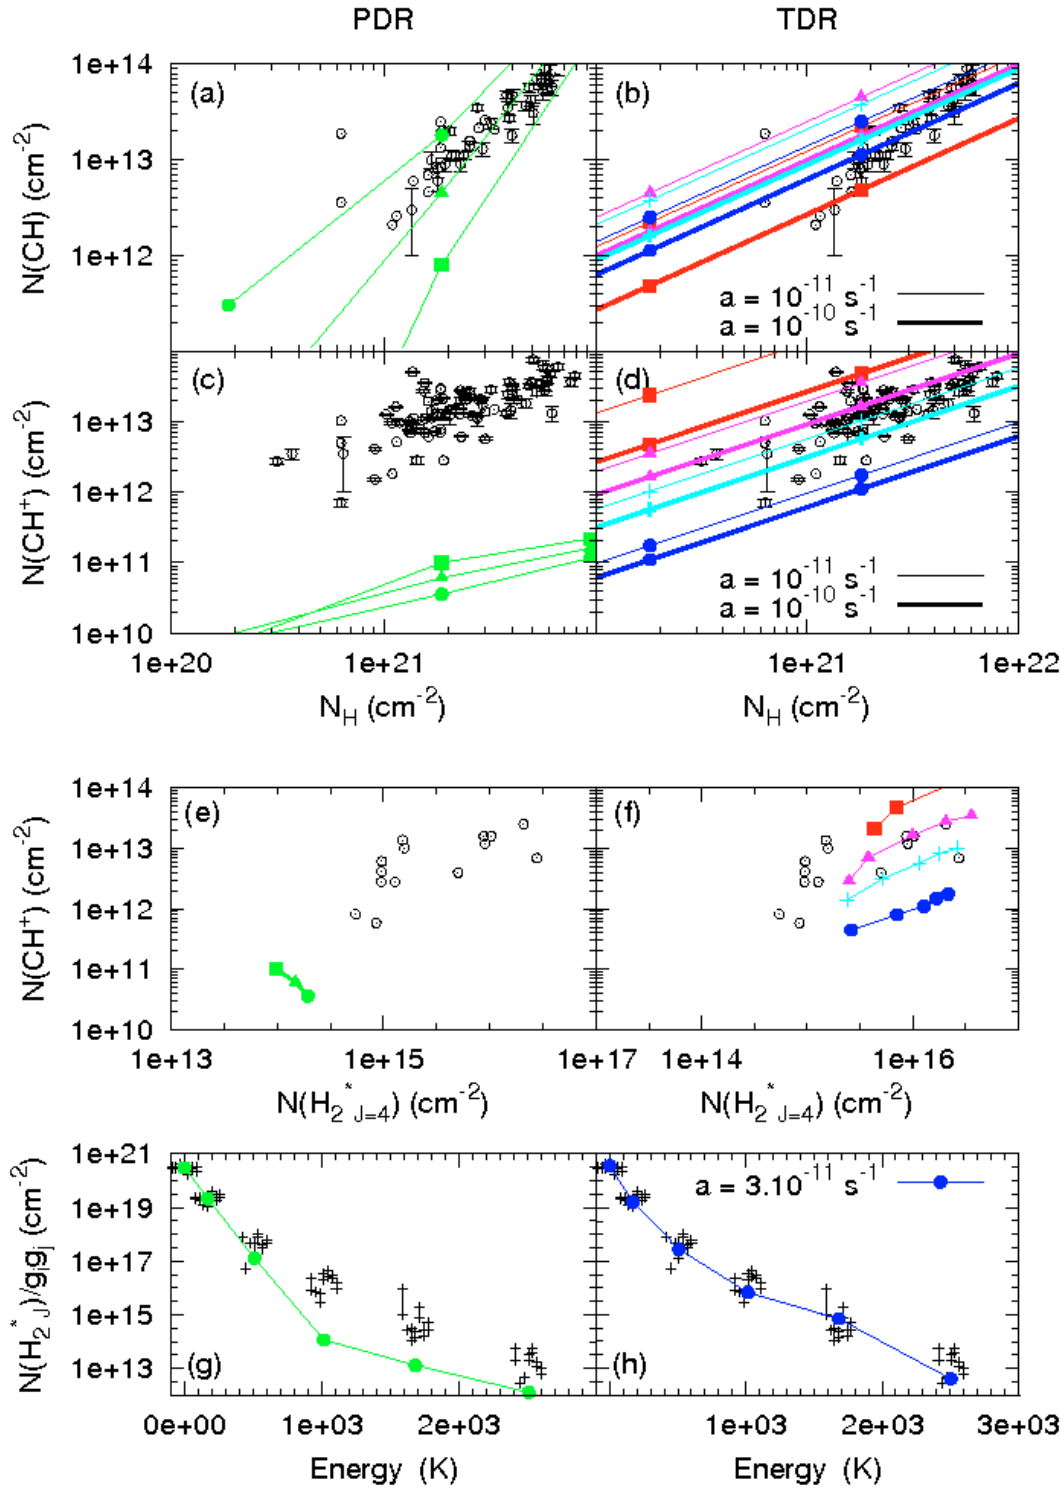 PDR TDR
1e+14 (a) (b)
1e+13
1e+12
N(CH) (cm-2)
a = 10-11 s-1
a = 10-10 s-1
(c) (d)
1e+13
1e+12
1e+11
1e+10
N(CH+) (cm-2)
a = 10-11 s-1
a = 10-10 s-1
1e+20 1e+21 1e+21 1e+22
NH (cm-2) NH (cm-2)
1e+14 (e) (f)
1e+13
1e+12
1e+11
1e+10
N(CH+) (cm-2)
1e+13 1e+15 1e+17 1e+14 1e+16
N(H2*J=4) (cm-2) N(H2*J=4) (cm-2)
1e+21 a = 3.10-11 s-1
1e+19
1e+17
1e+15
1e+13 (g) (h)
N(H2*J)/gIgj (cm-2)
0e+00 1e+03 2e+03 1e+03 2e+03 3e+03
Energy (K) Energy (K)